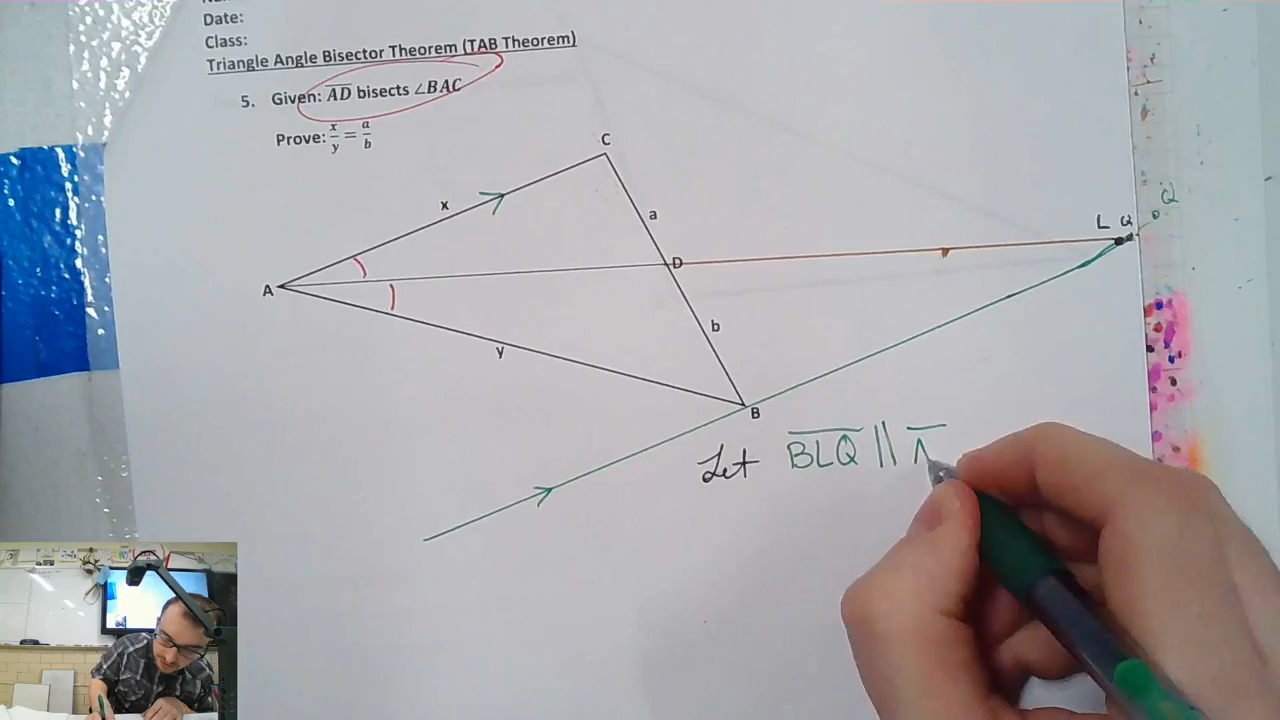 Date:
Class:
Triangle Angle Bisector Theorem (TAB Theorem)
5. Given: AD bisects ∠BAC
Prove: x/y = a/b
C
x
a
Q
L Q
A
D
b
y
B
Let BLQ || A